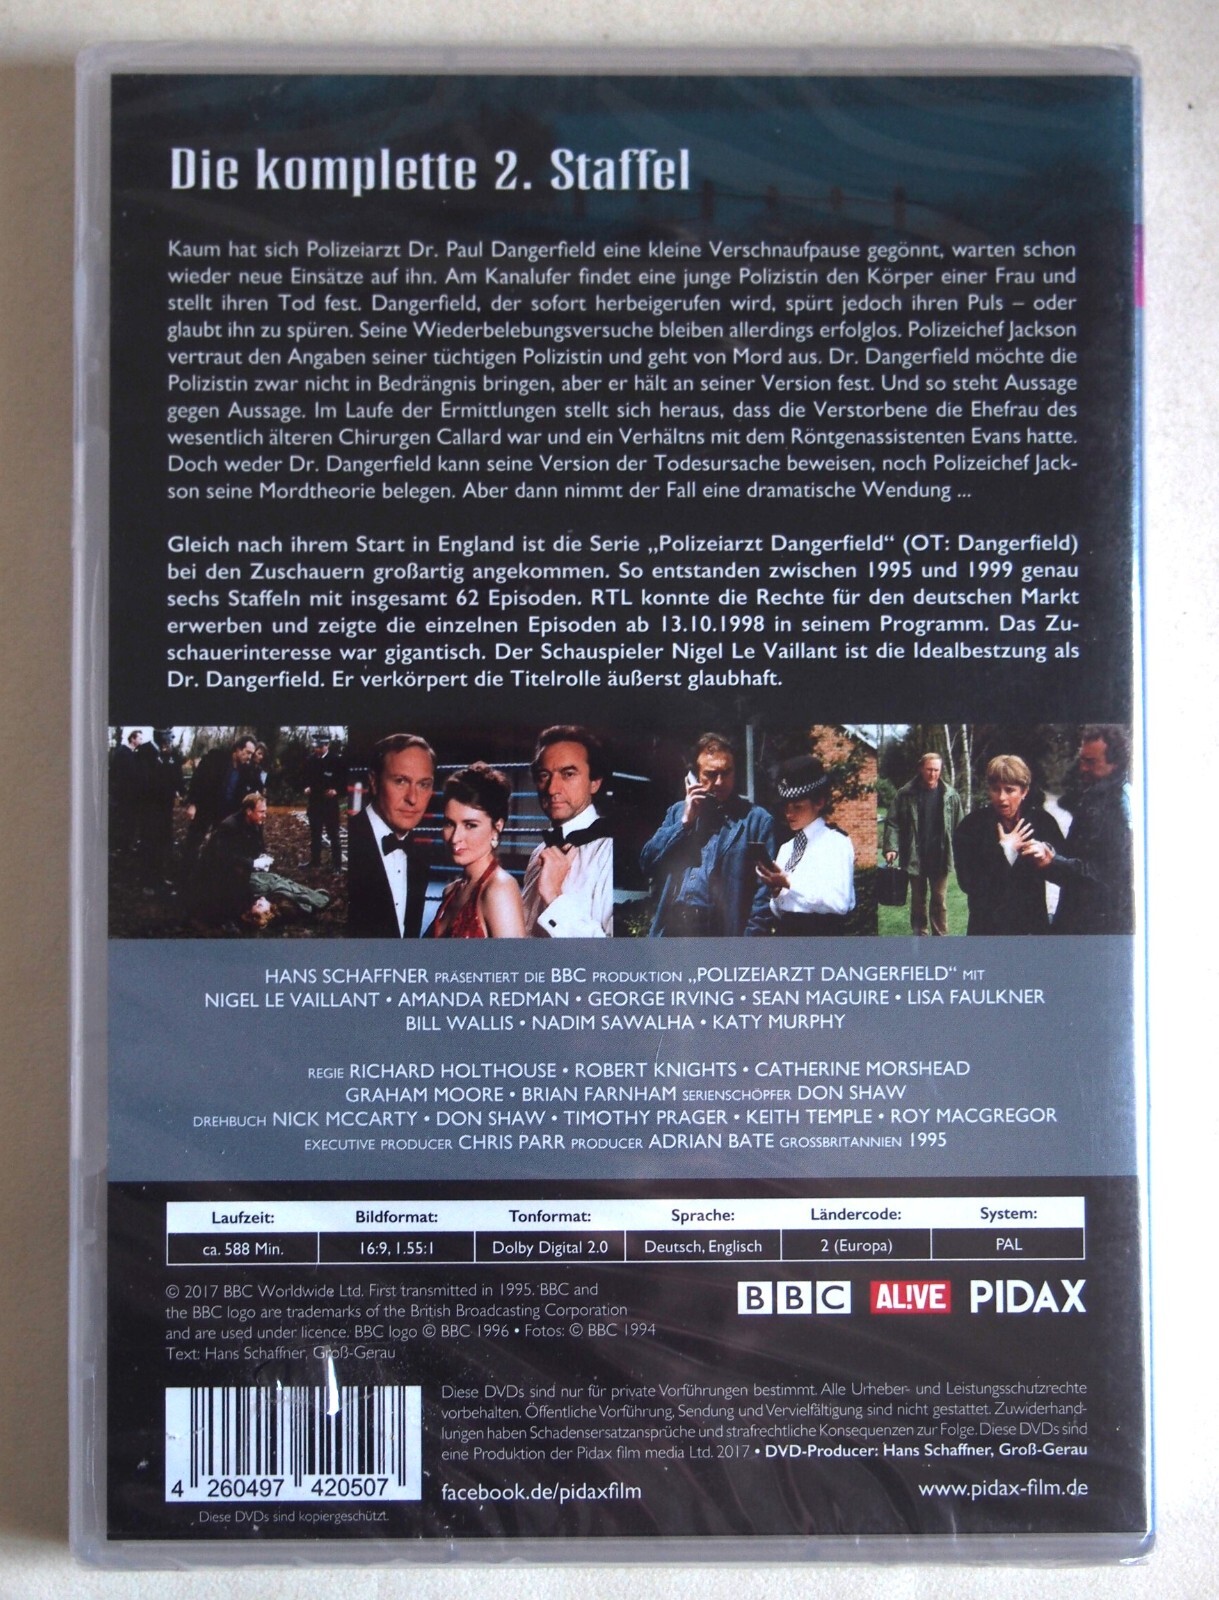 Die komplette 2. Staffel
Kaum hat sich Polizeiarzt Dr. Paul Dangerfield eine kleine Verschnaufpause gegönnt, warten schon
wieder neue Einsätze auf ihn. Am Kanalufer findet eine junge Polizistin den Körper einer Frau und
stellt ihren Tod fest. Dangerfield, der sofort herbeigerufen wird, spürt jedoch ihren Puls – oder
glaubt ihn zu spüren. Seine Wiederbelebungsversuche bleiben allerdings erfolglos. Polizeichef Jackson
vertraut den Angaben seiner tüchtigen Polizistin und geht von Mord aus. Dr. Dangerfield möchte die
Polizistin zwar nicht in Bedrängnis bringen, aber er hält an seiner Version fest. Und so steht Aussage
gegen Aussage. Im Laufe der Ermittlungen stellt sich heraus, dass die Verstorbene die Ehefrau des
wesentlich älteren Chirurgen Callard war und ein Verhältns mit dem Röntgenassistenten Evans hatte.
Doch weder Dr. Dangerfield kann seine Version der Todesursache beweisen, noch Polizeichef Jack-
son seine Mordtheorie belegen. Aber dann nimmt der Fall eine dramatische Wendung ...
Gleich nach ihrem Start in England ist die Serie „Polizeiarzt Dangerfield“ (OT: Dangerfield)
bei den Zuschauern großartig angekommen. So entstanden zwischen 1995 und 1999 genau
sechs Staffeln mit insgesamt 62 Episoden. RTL konnte die Rechte für den deutschen Markt
erwerben und zeigte die einzelnen Episoden ab 13.10.1998 in seinem Programm. Das Zu-
schauerinteresse war gigantisch. Der Schauspieler Nigel Le Vaillant ist die Idealbestzung als
Dr. Dangerfield. Er verkörpert die Titelrolle äußerst glaubhaft.
HANS SCHAFFNER PRÄSENTIERT DIE BBC PRODUKTION „POLIZEIARZT DANGERFIELD“ MIT
NIGEL LE VAILLANT • AMANDA REDMAN • GEORGE IRVING • SEAN MAGUIRE • LISA FAULKNER
BILL WALLIS • NADIM SAWALHA • KATY MURPHY
REGIE RICHARD HOLTHOUSE • ROBERT KNIGHTS • CATHERINE MORSHEAD
GRAHAM MOORE • BRIAN FARNHAM SERIENSCHÖPFER DON SHAW
DREHBUCH NICK MCCARTY • DON SHAW • TIMOTHY PRAGER • KEITH TEMPLE • ROY MACGREGOR
EXECUTIVE PRODUCER CHRIS PARR PRODUCER ADRIAN BATE GROSSBRITANNIEN 1995
Laufzeit: Bildformat: Tonformat: Sprache: Ländercode: System:
ca. 588 Min. 16:9, 1.55:1 Dolby Digital 2.0 Deutsch, Englisch 2 (Europa) PAL
© 2017 BBC Worldwide Ltd. First transmitted in 1995. BBC and
the BBC logo are trademarks of the British Broadcasting Corporation
and are used under licence. BBC logo © BBC 1996 • Fotos: © BBC 1994
Text: Hans Schaffner, Groß-Gerau
BBC AL!VE PIDAX
Diese DVDs sind nur für private Vorführungen bestimmt. Alle Urheber- und Leistungsschutzrechte
vorbehalten. Öffentliche Vorführung, Sendung und Vervielfältigung sind nicht gestattet. Zuwiderhand-
lungen haben Schadensersatzansprüche und strafrechtliche Konsequenzen zur Folge. Diese DVDs sind
eine Produktion der Pidax film media Ltd. 2017 • DVD-Producer: Hans Schaffner, Groß-Gerau
4 260497 420507
facebook.de/pidaxfilm www.pidax-film.de
Diese DVDs sind kopiergeschützt.